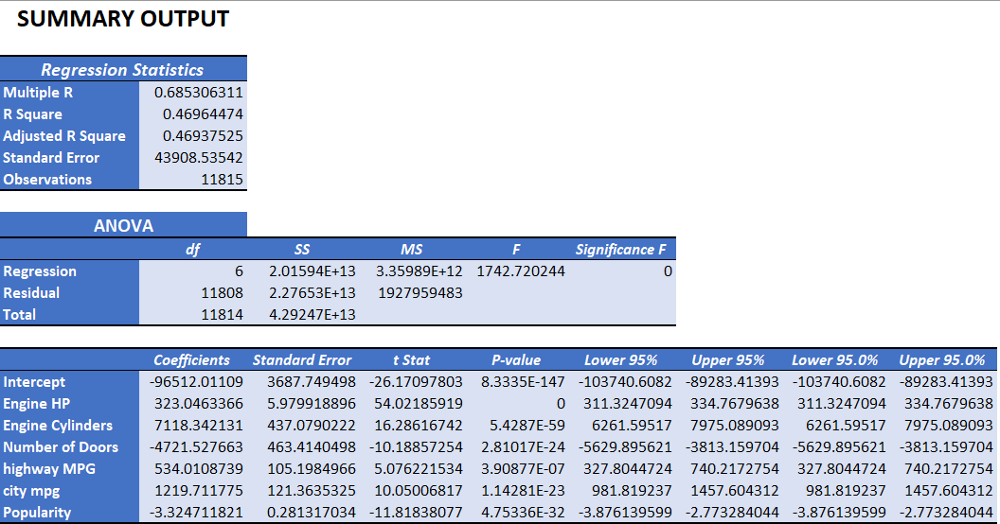 SUMMARY OUTPUT
Regression Statistics
Multiple R 0.685306311
R Square 0.46964474
Adjusted R Square 0.46937525
Standard Error 43908.53542
Observations 11815
ANOVA
df SS MS F Significance F
Regression 6 2.01594E+13 3.35989E+12 1742.720244 0
Residual 11808 2.27653E+13 1927959483
Total 11814 4.29247E+13
Coefficients Standard Error t Stat P-value Lower 95% Upper 95% Lower 95.0% Upper 95.0%
Intercept -96512.01109 3687.749498 -26.17097803 8.3335E-147 -103740.6082 -89283.41393 -103740.6082 -89283.41393
Engine HP 323.0463366 5.979918896 54.02185919 0 311.3247094 334.7679638 311.3247094 334.7679638
Engine Cylinders 7118.342131 437.0790222 16.28616742 5.4287E-59 6261.59517 7975.089093 6261.59517 7975.089093
Number of Doors -4721.527663 463.4140498 -10.18857254 2.81017E-24 -5629.895621 -3813.159704 -5629.895621 -3813.159704
highway MPG 534.0108739 105.1984966 5.076221534 3.90877E-07 327.8044724 740.2172754 327.8044724 740.2172754
city mpg 1219.711775 121.3635325 10.05006817 1.14281E-23 981.819237 1457.604312 981.819237 1457.604312
Popularity -3.324711821 0.281317034 -11.81838077 4.75336E-32 -3.876139599 -2.773284044 -3.876139599 -2.773284044